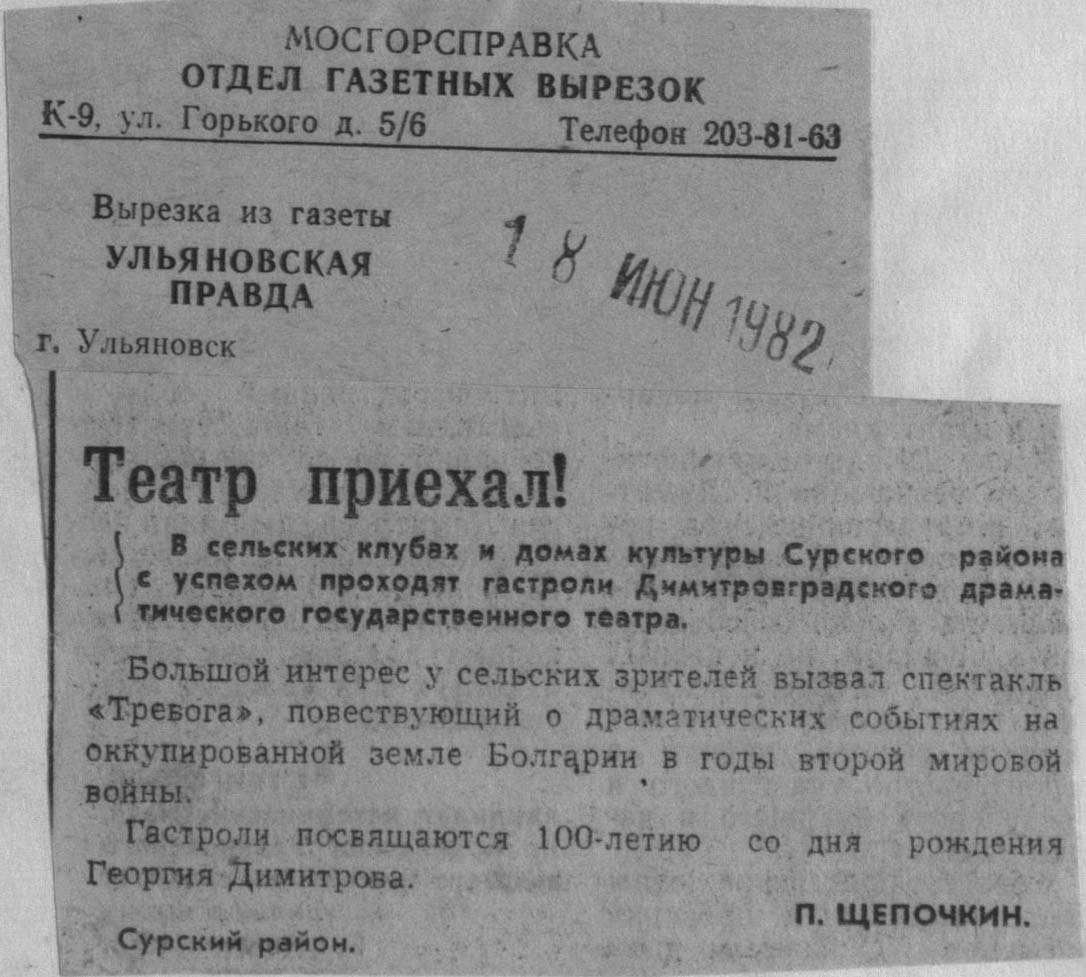 МОСГОРСПРАВКА
ОТДЕЛ ГАЗЕТНЫХ ВЫРЕЗОК
К-9, ул. Горького д. 5/6 Телефон 203-81-63
Вырезка из газеты
УЛЬЯНОВСКАЯ
ПРАВДА
18 ИЮН 1982
г. Ульяновск
Театр приехал!
В сельских клубах и домах культуры Сурского района
с успехом проходят гастроли Димитровградского драма-
тического государственного театра.
Большой интерес у сельских зрителей вызвал спектакль
«Тревога», повествующий о драматических событиях на
оккупированной земле Болгарии в годы второй мировой
войны.
Гастроли посвящаются 100-летию со дня рождения
Георгия Димитрова.
П. ЩЕПОЧКИН.
Сурский район.